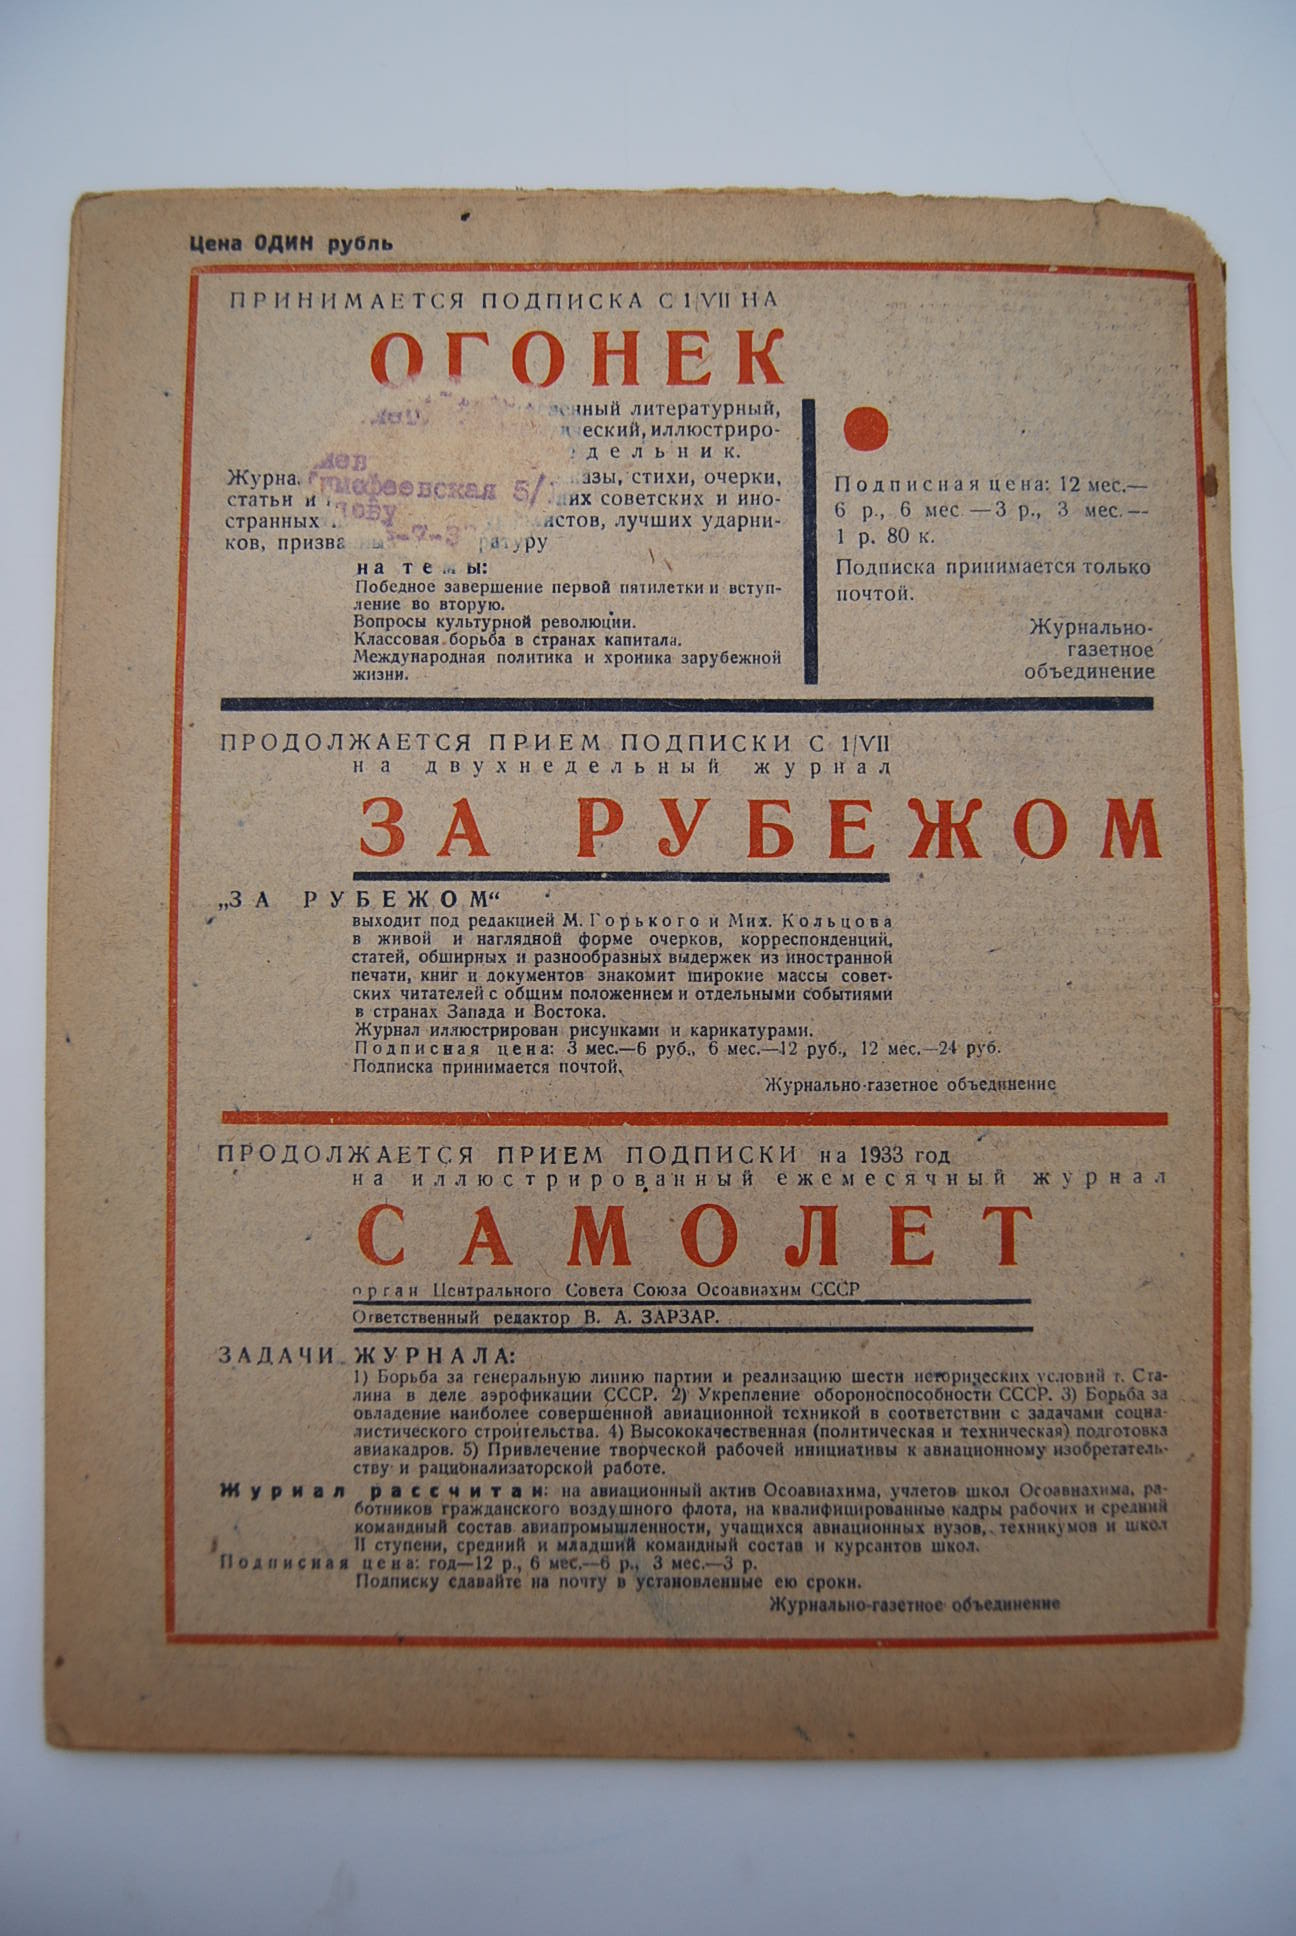 Цена ОДИН рубль
ПРИНИМАЕТСЯ ПОДПИСКА С 1/VII НА
ОГОНЕК
литературный,
иллюстриро-
стихи, очерки,
статьи и советских и ино-
странных лучших ударни-
ков,
на темы:
Победное завершение первой пятилетки и вступ-
ление во вторую.
Вопросы культурной революции.
Классовая борьба в странах капитала.
Международная политика и хроника зарубежной
жизни.
Подписная цена: 12 мес.—
6 р., 6 мес.—3 р., 3 мес.—
1 р. 80 к.
Подписка принимается только
почтой.
Журнально-
газетное
объединение
ПРОДОЛЖАЕТСЯ ПРИЕМ ПОДПИСКИ С 1/VII
на двухнедельный журнал
ЗА РУБЕЖОМ
„ЗА РУБЕЖОМ“
выходит под редакцией М. Горького и Мих. Кольцова
в живой и наглядной форме очерков, корреспонденций,
статей, обширных и разнообразных выдержек из иностранной
печати, книг и документов знакомит широкие массы совет-
ских читателей с общим положением и отдельными событиями
в странах Запада и Востока.
Журнал иллюстрирован рисунками и карикатурами.
Подписная цена: 3 мес.—6 руб., 6 мес.—12 руб., 12 мес.—24 руб.
Подписка принимается почтой.
Журнально-газетное объединение
ПРОДОЛЖАЕТСЯ ПРИЕМ ПОДПИСКИ на 1933 год
на иллюстрированный ежемесячный журнал
САМОЛЕТ
орган Центрального Совета Союза Осоавиахим СССР
Ответственный редактор В. А. ЗАРЗАР.
ЗАДАЧИ ЖУРНАЛА:
1) Борьба за генеральную линию партии и реализацию шести исторических условий т. Ста-
лина в деле аэрофикации СССР. 2) Укрепление обороноспособности СССР. 3) Борьба за
овладение наиболее совершенной авиационной техникой в соответствии с задачами социа-
листического строительства. 4) Высококачественная (политическая и техническая) подготовка
авиакадров. 5) Привлечение творческой рабочей инициативы к авиационному изобретатель-
ству и рационализаторской работе.
Журнал рассчитан: на авиационный актив Осоавиахима, учлетов школ Осоавиахима, ра-
ботников гражданского воздушного флота, на квалифицированные кадры рабочих и средний
командный состав авиапромышленности, учащихся авиационных вузов, техникумов и школ
II ступени, средний и младший командный состав и курсантов школ.
Подписная цена: год—12 р., 6 мес.—6 р., 3 мес.—3 р.
Подписку сдавайте на почту в установленные ею сроки.
Журнально-газетное объединение